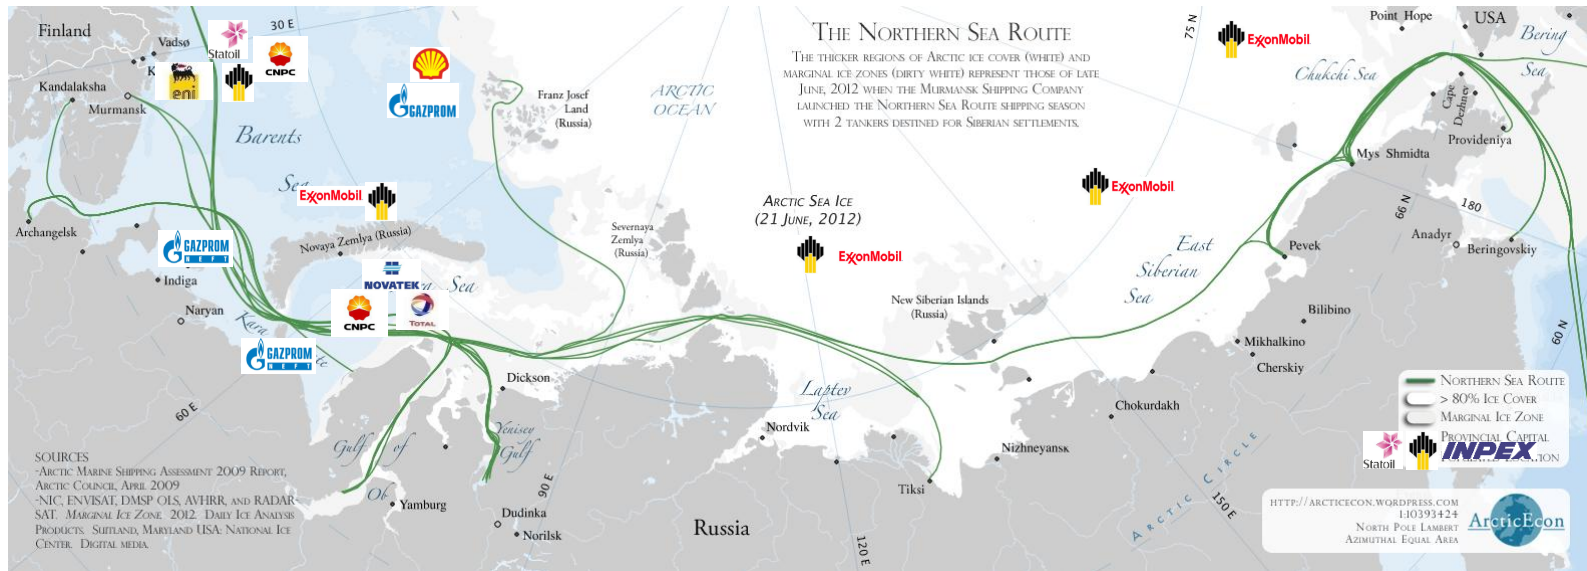 THE NORTHERN SEA ROUTE
THE THICKER REGIONS OF ARCTIC ICE COVER (WHITE) AND
MARGINAL ICE ZONES (DIRTY WHITE) REPRESENT THOSE OF LATE
JUNE, 2012 WHEN THE MURMANSK SHIPPING COMPANY
LAUNCHED THE NORTHERN SEA ROUTE SHIPPING SEASON
WITH 2 TANKERS DESTINED FOR SIBERIAN SETTLEMENTS.
Finland
30 E
Vadsø
Statoil
CNPC
eni
Kandalaksha
Murmansk
GAZPROM
Franz Josef
Land
(Russia)
ARCTIC
OCEAN
75 N
ExxonMobil
Point Hope
USA
Bering
Sea
Chukchi Sea
Cape
Dezhnev
Provideniya
Mys Shmidta
Barents
Sea
ExxonMobil
ARCTIC SEA ICE
(21 JUNE, 2012)
ExxonMobil
ExxonMobil
66 N
180
Archangelsk
GAZPROM
НЕФТЬ
Novaya Zemlya (Russia)
Severnaya
Zemlya
(Russia)
East
Siberian
Sea
Pevek
Anadyr
Beringovskiy
Indiga
NOVATEK
Sea
CNPC
TOTAL
New Siberian Islands
(Russia)
Naryan
Kara
Bilibino
60 N
GAZPROM
НЕФТЬ
Mikhalkino
Cherskiy
Dickson
Laptev
Sea
60 E
Chokurdakh
Nordvik
Gulf of
Ob
Yenisey
Gulf
Nizhneyansk
Tiksi
Yamburg
90 E
Dudinka
Norilsk
Russia
120 E
ARCTIC CIRCLE
150 E
NORTHERN SEA ROUTE
> 80% ICE COVER
MARGINAL ICE ZONE
PROVINCIAL CAPITAL
Statoil
INPEX
LOCATION
SOURCES
-ARCTIC MARINE SHIPPING ASSESSMENT 2009 REPORT,
ARCTIC COUNCIL, APRIL 2009
-NIC, ENVISAT, DMSP OLS, AVHRR, AND RADAR-
SAT. MARGINAL ICE ZONE. 2012. DAILY ICE ANALYSIS
PRODUCTS. SUITLAND, MARYLAND USA: NATIONAL ICE
CENTER. DIGITAL MEDIA.
HTTP://ARCTICECON.WORDPRESS.COM
1:10393424
NORTH POLE LAMBERT
AZIMUTHAL EQUAL AREA
ArcticEcon